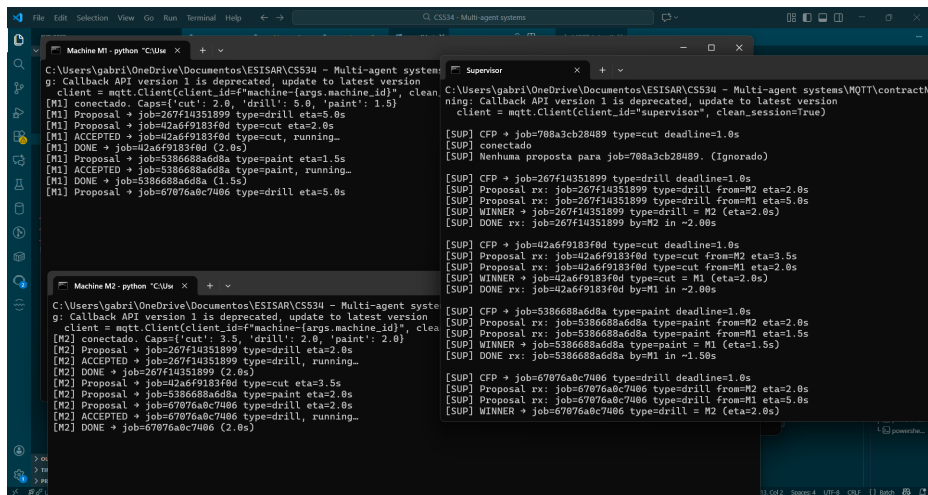 File Edit Selection View Go Run Terminal Help
CS534 - Multi-agent systems
Machine M1 - python "C:\Use
C:\Users\gabri\OneDrive\Documentos\ESISAR\CS534 - Multi-agent systems
g: Callback API version 1 is deprecated, update to latest version
client = mqtt.Client(client_id=f"machine-{args.machine_id}", clean_
[M1] conectado. Caps={'cut': 2.0, 'drill': 5.0, 'paint': 1.5}
[M1] Proposal → job=267f14351899 type=drill eta=5.0s
[M1] Proposal → job=42a6f9183f0d type=cut eta=2.0s
[M1] ACCEPTED → job=42a6f9183f0d type=cut, running…
[M1] DONE → job=42a6f9183f0d (2.0s)
[M1] Proposal → job=5386688a6d8a type=paint eta=1.5s
[M1] ACCEPTED → job=5386688a6d8a type=paint, running…
[M1] DONE → job=5386688a6d8a (1.5s)
[M1] Proposal → job=67076a0c7406 type=drill eta=5.0s
Machine M2 - python "C:\Use
C:\Users\gabri\OneDrive\Documentos\ESISAR\CS534 - Multi-agent syste
g: Callback API version 1 is deprecated, update to latest version
client = mqtt.Client(client_id=f"machine-{args.machine_id}", clea
[M2] conectado. Caps={'cut': 3.5, 'drill': 2.0, 'paint': 2.0}
[M2] Proposal → job=267f14351899 type=drill eta=2.0s
[M2] ACCEPTED → job=267f14351899 type=drill, running…
[M2] DONE → job=267f14351899 (2.0s)
[M2] Proposal → job=42a6f9183f0d type=cut eta=3.5s
[M2] Proposal → job=5386688a6d8a type=paint eta=2.0s
[M2] Proposal → job=67076a0c7406 type=drill eta=2.0s
[M2] ACCEPTED → job=67076a0c7406 type=drill, running…
[M2] DONE → job=67076a0c7406 (2.0s)
Supervisor
C:\Users\gabri\OneDrive\Documentos\ESISAR\CS534 - Multi-agent systems\MQTT\contractN
ning: Callback API version 1 is deprecated, update to latest version
client = mqtt.Client(client_id="supervisor", clean_session=True)
[SUP] CFP → job=708a3cb28489 type=cut deadline=1.0s
[SUP] conectado
[SUP] Nenhuma proposta para job=708a3cb28489. (Ignorado)
[SUP] CFP → job=267f14351899 type=drill deadline=1.0s
[SUP] Proposal rx: job=267f14351899 type=drill from=M2 eta=2.0s
[SUP] Proposal rx: job=267f14351899 type=drill from=M1 eta=5.0s
[SUP] WINNER → job=267f14351899 type=drill = M2 (eta=2.0s)
[SUP] DONE rx: job=267f14351899 by=M2 in ~2.00s
[SUP] CFP → job=42a6f9183f0d type=cut deadline=1.0s
[SUP] Proposal rx: job=42a6f9183f0d type=cut from=M2 eta=3.5s
[SUP] Proposal rx: job=42a6f9183f0d type=cut from=M1 eta=2.0s
[SUP] WINNER → job=42a6f9183f0d type=cut = M1 (eta=2.0s)
[SUP] DONE rx: job=42a6f9183f0d by=M1 in ~2.00s
[SUP] CFP → job=5386688a6d8a type=paint deadline=1.0s
[SUP] Proposal rx: job=5386688a6d8a type=paint from=M2 eta=2.0s
[SUP] Proposal rx: job=5386688a6d8a type=paint from=M1 eta=1.5s
[SUP] WINNER → job=5386688a6d8a type=paint = M1 (eta=1.5s)
[SUP] DONE rx: job=5386688a6d8a by=M1 in ~1.50s
[SUP] CFP → job=67076a0c7406 type=drill deadline=1.0s
[SUP] Proposal rx: job=67076a0c7406 type=drill from=M2 eta=2.0s
[SUP] Proposal rx: job=67076a0c7406 type=drill from=M1 eta=5.0s
[SUP] WINNER → job=67076a0c7406 type=drill = M2 (eta=2.0s)
powershe...
Col 2 Spaces: 4 UTF-8 CRLF Batch